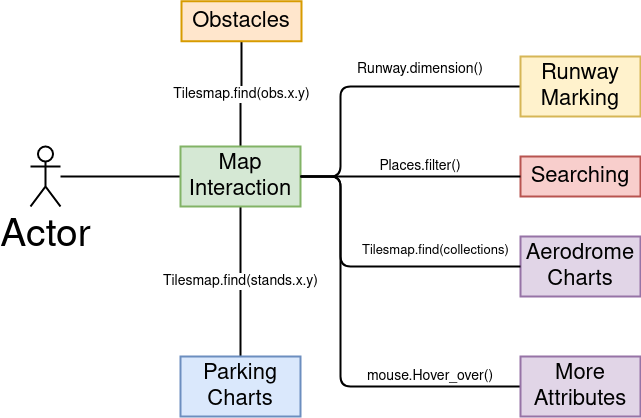 Obstacles
Tilesmap.find(obs.x.y)
Runway.dimension()
Runway
Marking
Map
Interaction
Places.filter()
Searching
Actor
Tilesmap.find(collections)
Aerodrome
Charts
Tilesmap.find(stands.x.y)
Parking
Charts
mouse.Hover_over()
More
Attributes